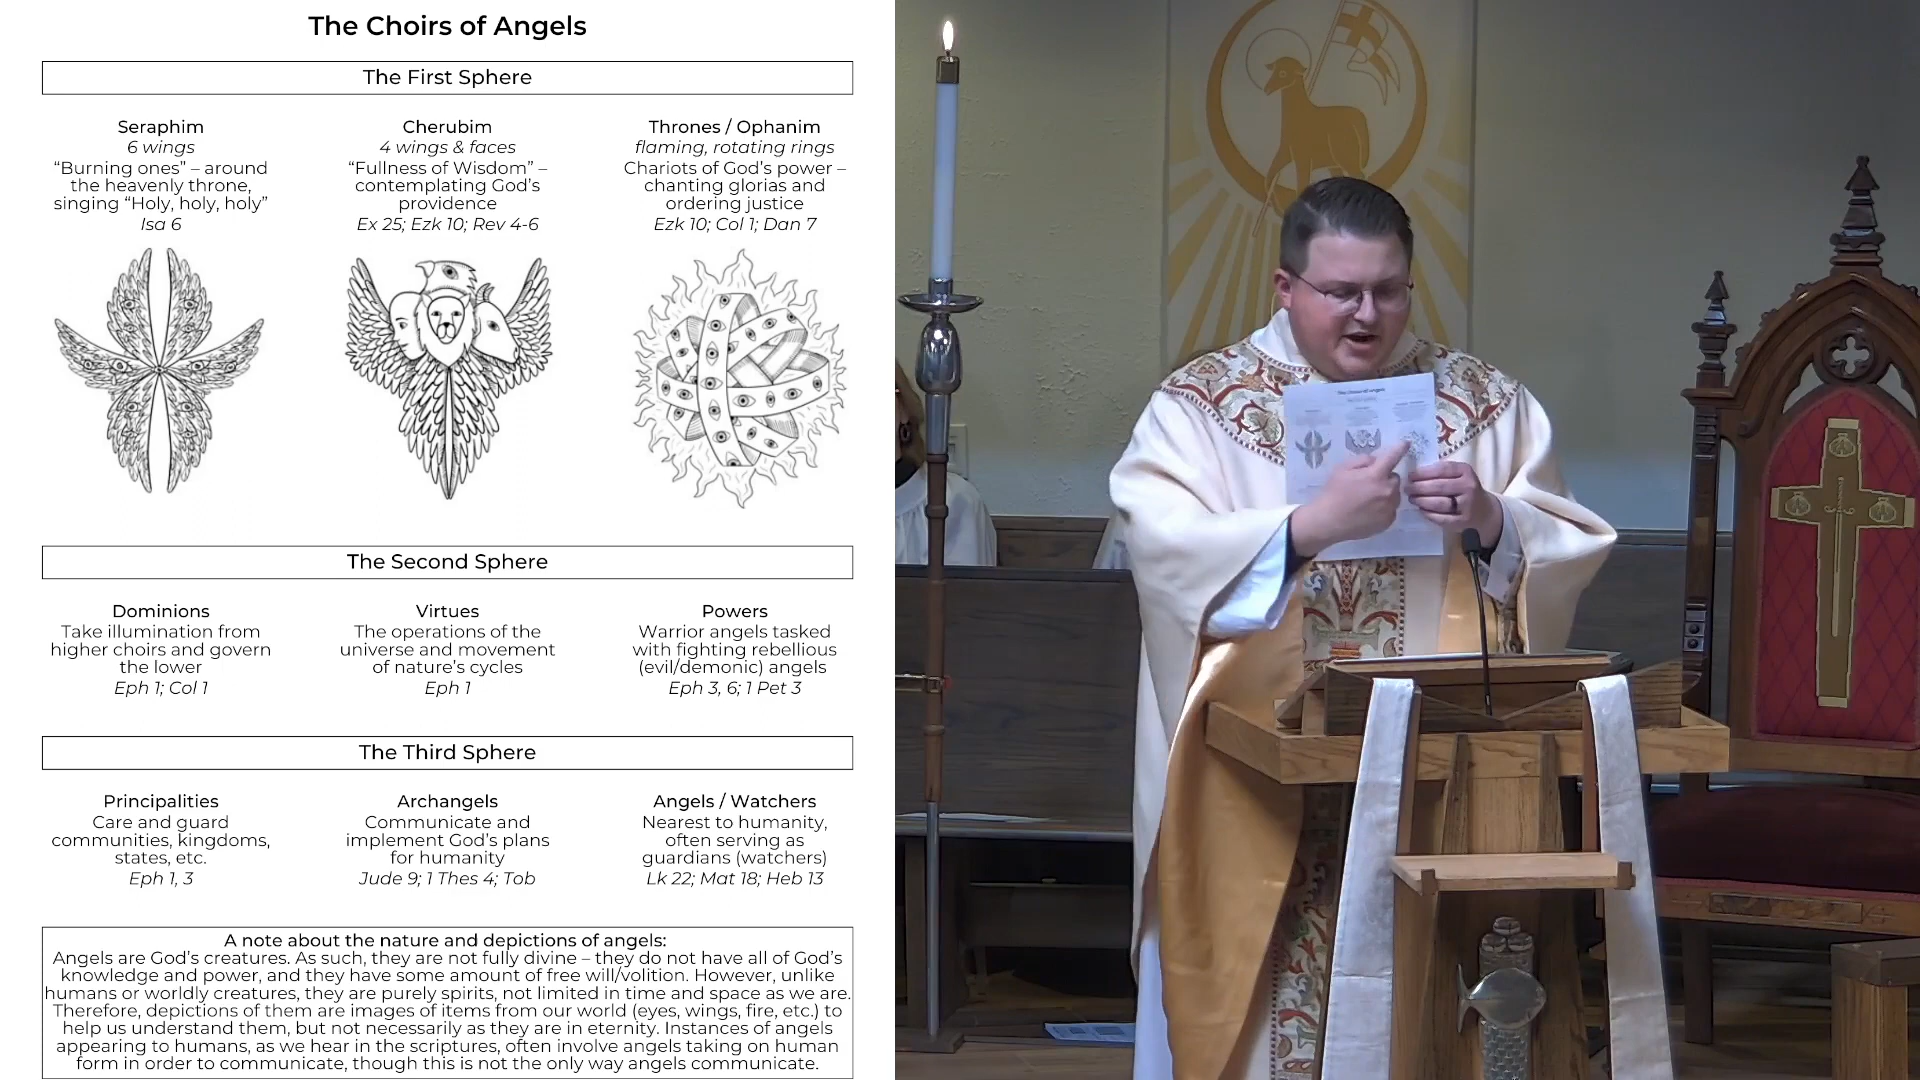 The Choirs of Angels
The First Sphere
Seraphim
6 wings
“Burning ones” – around
the heavenly throne,
singing “Holy, holy, holy”
Isa 6
Cherubim
4 wings & faces
“Fullness of Wisdom” –
contemplating God’s
providence
Ex 25; Ezk 10; Rev 4-6
Thrones / Ophanim
flaming, rotating rings
Chariots of God’s power –
chanting glorias and
ordering justice
Ezk 10; Col 1; Dan 7
The Second Sphere
Dominions
Take illumination from
higher choirs and govern
the lower
Eph 1; Col 1
Virtues
The operations of the
universe and movement
of nature’s cycles
Eph 1
Powers
Warrior angels tasked
with fighting rebellious
(evil/demonic) angels
Eph 3, 6; 1 Pet 3
The Third Sphere
Principalities
Care and guard
communities, kingdoms,
states, etc.
Eph 1, 3
Archangels
Communicate and
implement God’s plans
for humanity
Jude 9; 1 Thes 4; Tob
Angels / Watchers
Nearest to humanity,
often serving as
guardians (watchers)
Lk 22; Mat 18; Heb 13
A note about the nature and depictions of angels:
Angels are God’s creatures. As such, they are not fully divine – they do not have all of God’s
knowledge and power, and they have some amount of free will/volition. However, unlike
humans or worldly creatures, they are purely spirits, not limited in time and space as we are.
Therefore, depictions of them are images of items from our world (eyes, wings, fire, etc.) to
help us understand them, but not necessarily as they are in eternity. Instances of angels
appearing to humans, as we hear in the scriptures, often involve angels taking on human
form in order to communicate, though this is not the only way angels communicate.
The Choirs of Angels